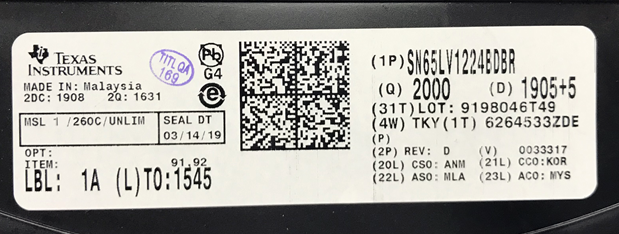 TEXAS
INSTRUMENTS
MADE IN: Malaysia
2DC: 1908 2Q: 1631
TITLQA
169
Pb
G4
e
MSL 1 /260C/UNLIM
SEAL DT
03/14/19
OPT:
ITEM: 91.92
LBL: 1A (L)TO:1545
(1P) SN65LV1224BDBR
(Q) 2000 (D) 1905+5
(31T)LOT: 9198046T49
(4W) TKY(1T) 6264533ZDE
(P)
(2P) REV: D (V) 0033317
(20L) CSO: ANM (21L) CCO:KOR
(22L) ASO: MLA (23L) ACO: MYS